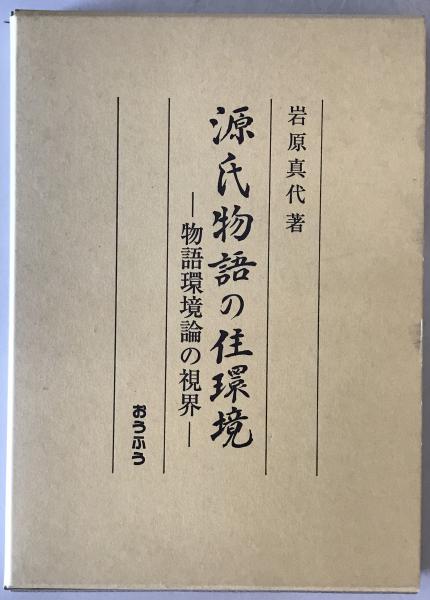 岩原真代著
源氏物語の住環境
―物語環境論の視界―
おうふう